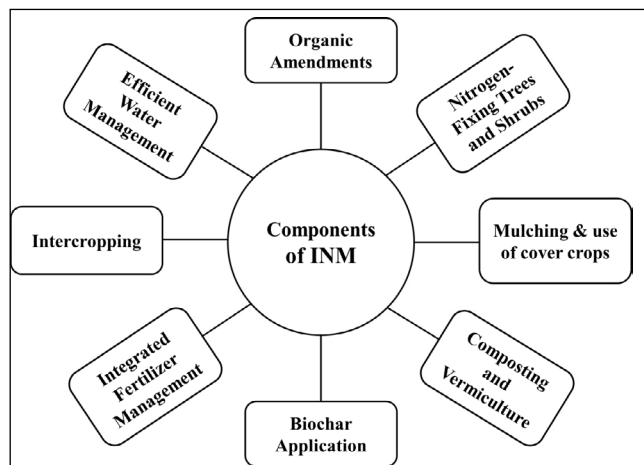 Organic
Amendments
Nitrogen-
Fixing Trees
and Shrubs
Mulching & use
of cover crops
Composting
and
Vermiculture
Biochar
Application
Integrated
Fertilizer
Management
Intercropping
Efficient
Water
Management
Components
of INM